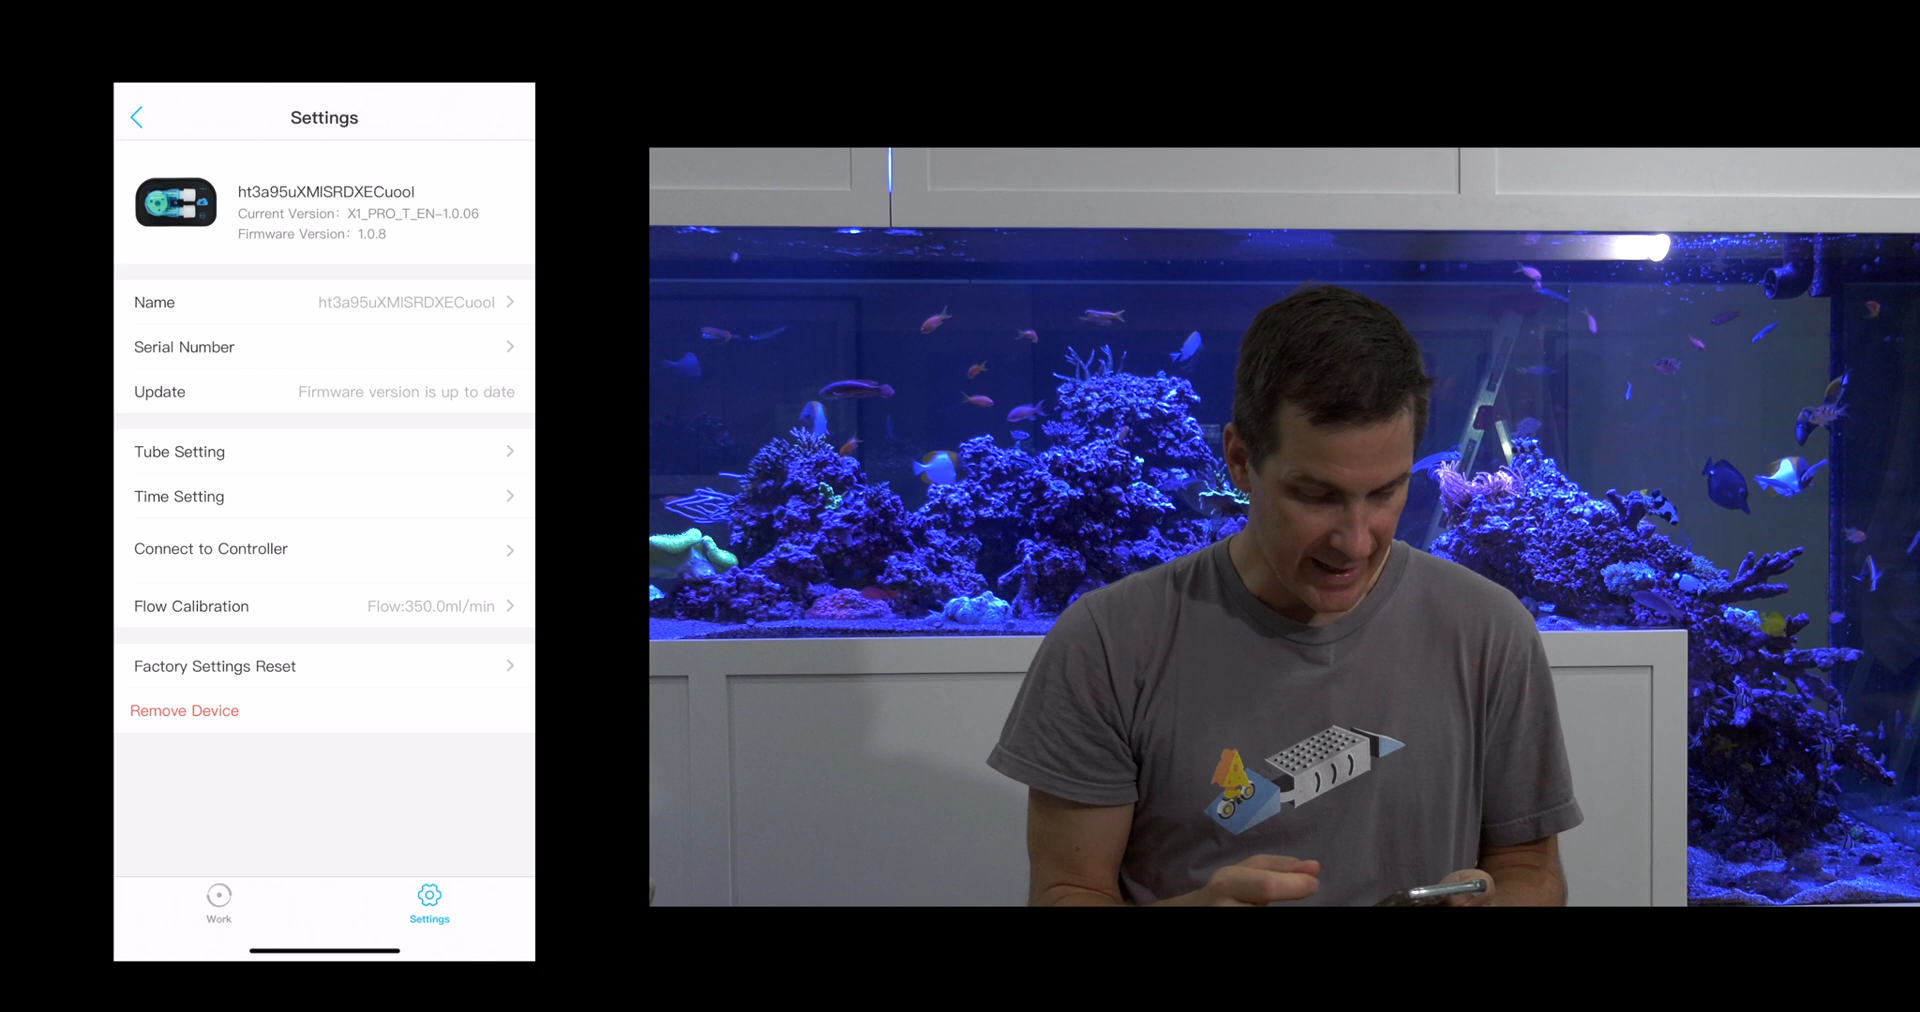 Settings
ht3a95uXMISRDXECuool
Current Version: X1_PRO_T_EN-1.0.06
Firmware Version: 1.0.8
Name ht3a95uXMISRDXECuool
Serial Number
Update Firmware version is up to date
Tube Setting
Time Setting
Connect to Controller
Flow Calibration Flow:350.0ml/min
Factory Settings Reset
Remove Device
Work Settings